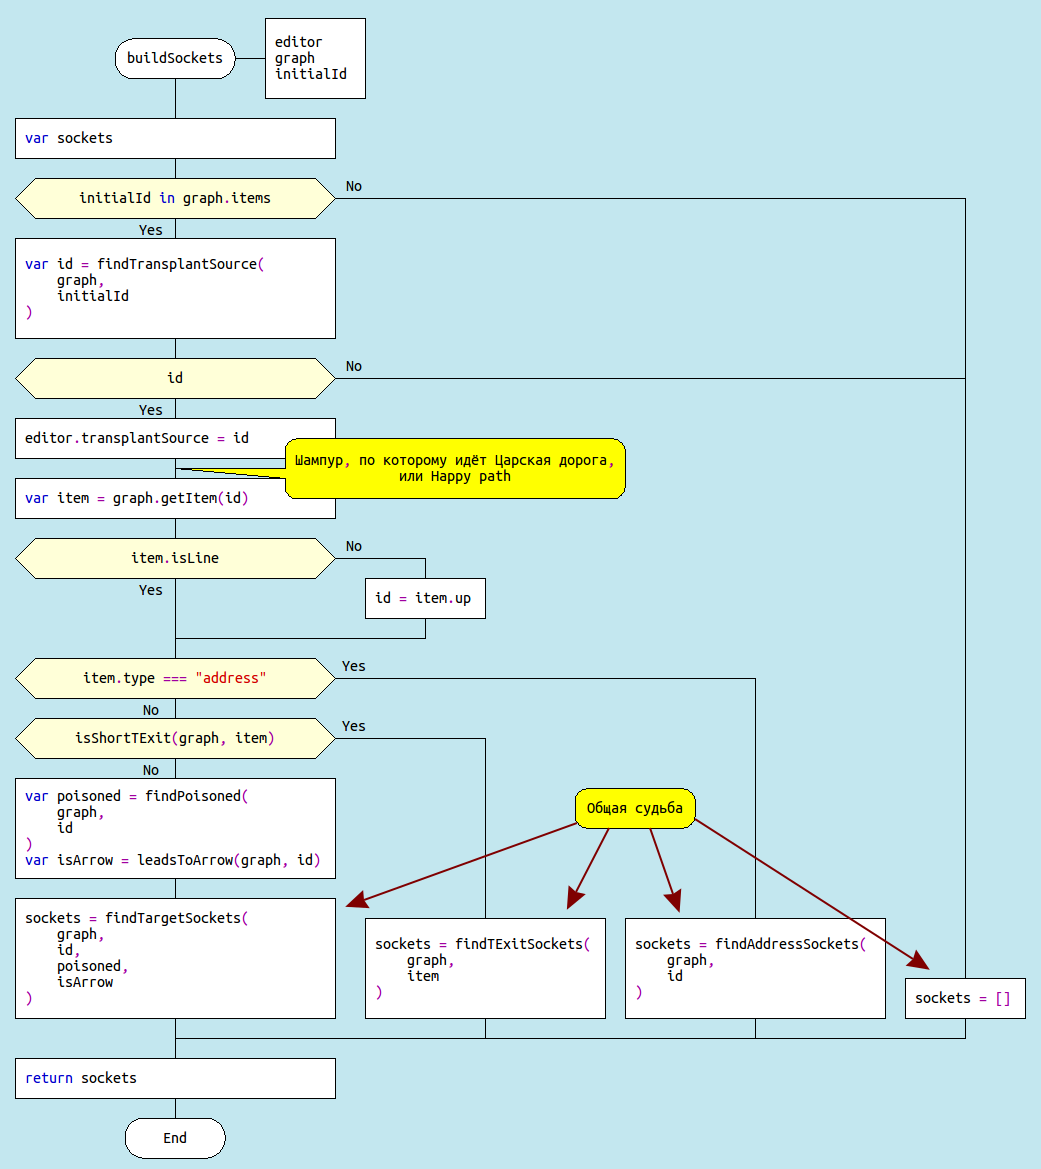 buildSockets
editor
graph
initialId
var sockets
initialId in graph.items
No
Yes
var id = findTransplantSource(
graph,
initialId
)
id
No
Yes
editor.transplantSource = id
Шампур, по которому идёт Царская дорога,
или Happy path
var item = graph.getItem(id)
item.isLine
No
Yes
id = item.up
item.type === "address"
Yes
No
isShortTExit(graph, item)
Yes
No
var poisoned = findPoisoned(
graph,
id
)
var isArrow = leadsToArrow(graph, id)
Общая судьба
sockets = findTargetSockets(
graph,
id,
poisoned,
isArrow
)
sockets = findTExitSockets(
graph,
item
)
sockets = findAddressSockets(
graph,
id
)
sockets = []
return sockets
End